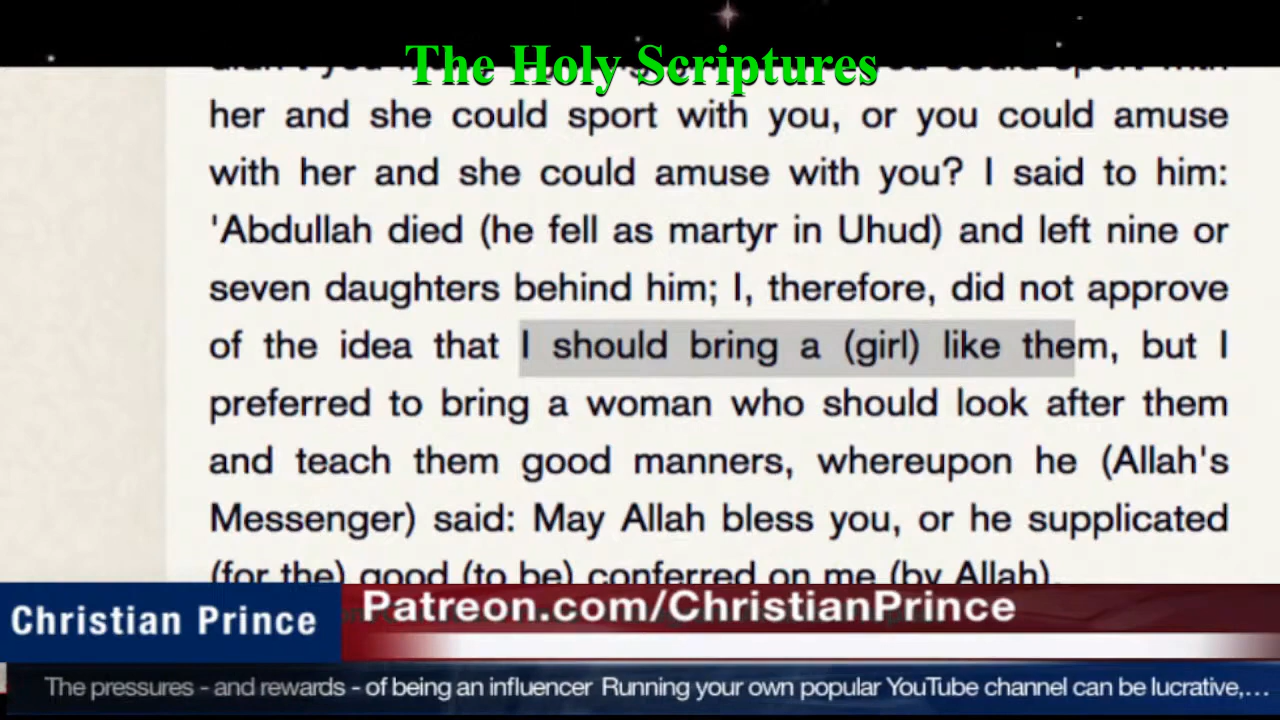 The Holy Scriptures
her and she could sport with you, or you could amuse
with her and she could amuse with you? I said to him:
'Abdullah died (he fell as martyr in Uhud) and left nine or
seven daughters behind him; I, therefore, did not approve
of the idea that I should bring a (girl) like them, but I
preferred to bring a woman who should look after them
and teach them good manners, whereupon he (Allah's
Messenger) said: May Allah bless you, or he supplicated
(for the) good (to be) conferred on me (by Allah).
Christian Prince
Patreon.com/ChristianPrince
The pressures - and rewards - of being an influencer Running your own popular YouTube channel can be lucrative,...